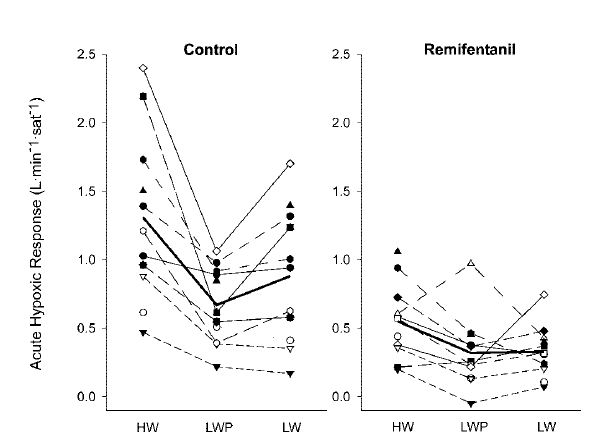 Control
Remifentanil
Acute Hypoxic Response (L·min⁻¹·sat⁻¹)
2.5
2.0
1.5
1.0
0.5
0.0
2.5
2.0
1.5
1.0
0.5
0.0
HW LWP LW
HW LWP LW